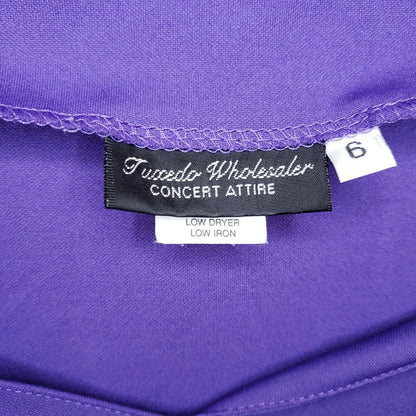 Tuxedo Wholesaler
CONCERT ATTIRE
6
LOW DRYER
LOW IRON